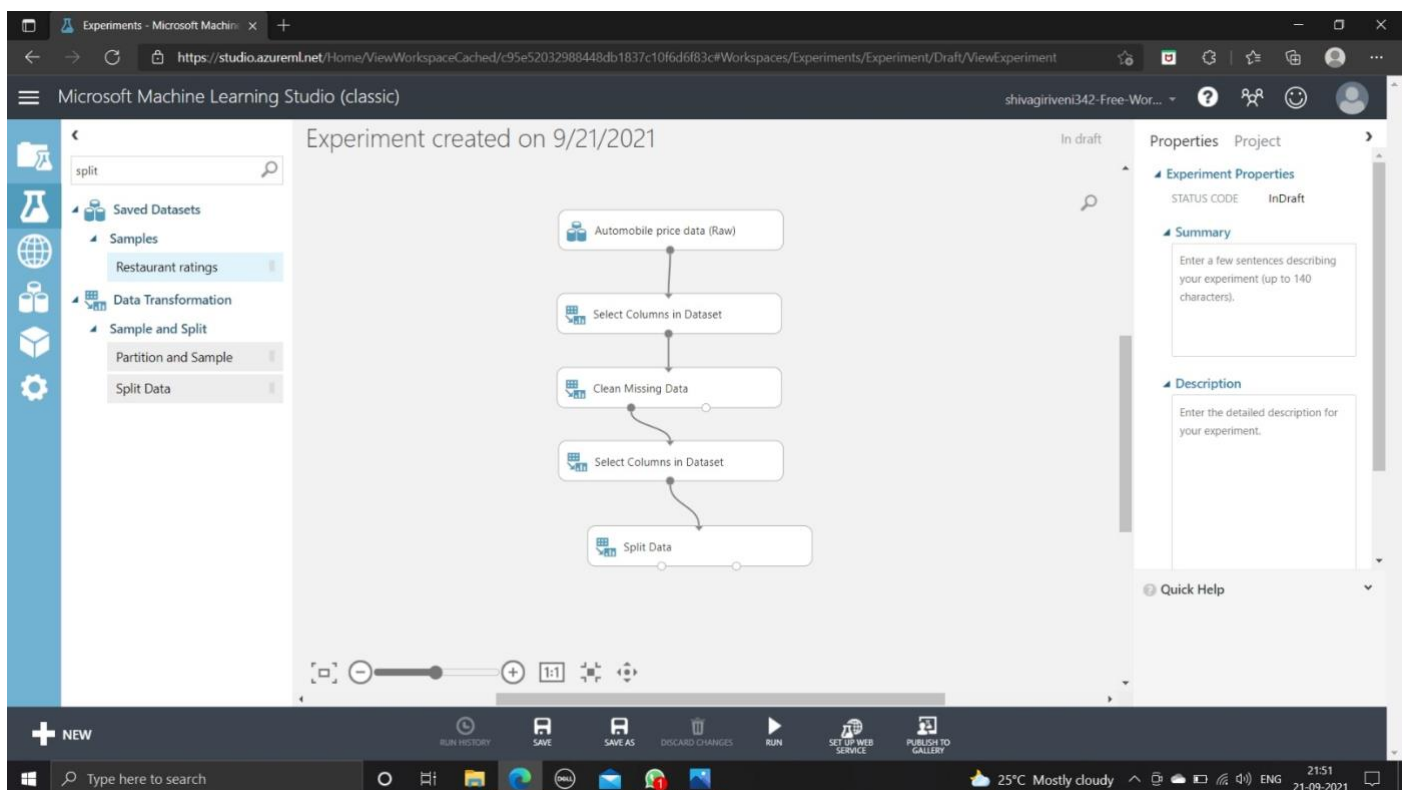 Experiments - Microsoft Machin
https://studio.azureml.net/Home/ViewWorkspaceCached/c95e52032988448db1837c10f6d6f83c#Workspaces/Experiments/Experiment/Draft/ViewExperiment
Microsoft Machine Learning Studio (classic)
shivagiriveni342-Free-Wor...
split
Saved Datasets
Samples
Restaurant ratings
Data Transformation
Sample and Split
Partition and Sample
Split Data
Experiment created on 9/21/2021
In draft
Automobile price data (Raw)
Select Columns in Dataset
Clean Missing Data
Select Columns in Dataset
Split Data
1:1
Properties Project
Experiment Properties
STATUS CODE InDraft
Summary
Enter a few sentences describing
your experiment (up to 140
characters).
Description
Enter the detailed description for
your experiment.
Quick Help
NEW
RUN HISTORY
SAVE
SAVE AS
DISCARD CHANGES
RUN
SET UP WEB
SERVICE
PUBLISH TO
GALLERY
Type here to search
DELL
1
25°C Mostly cloudy
ENG
21:51
21-09-2021